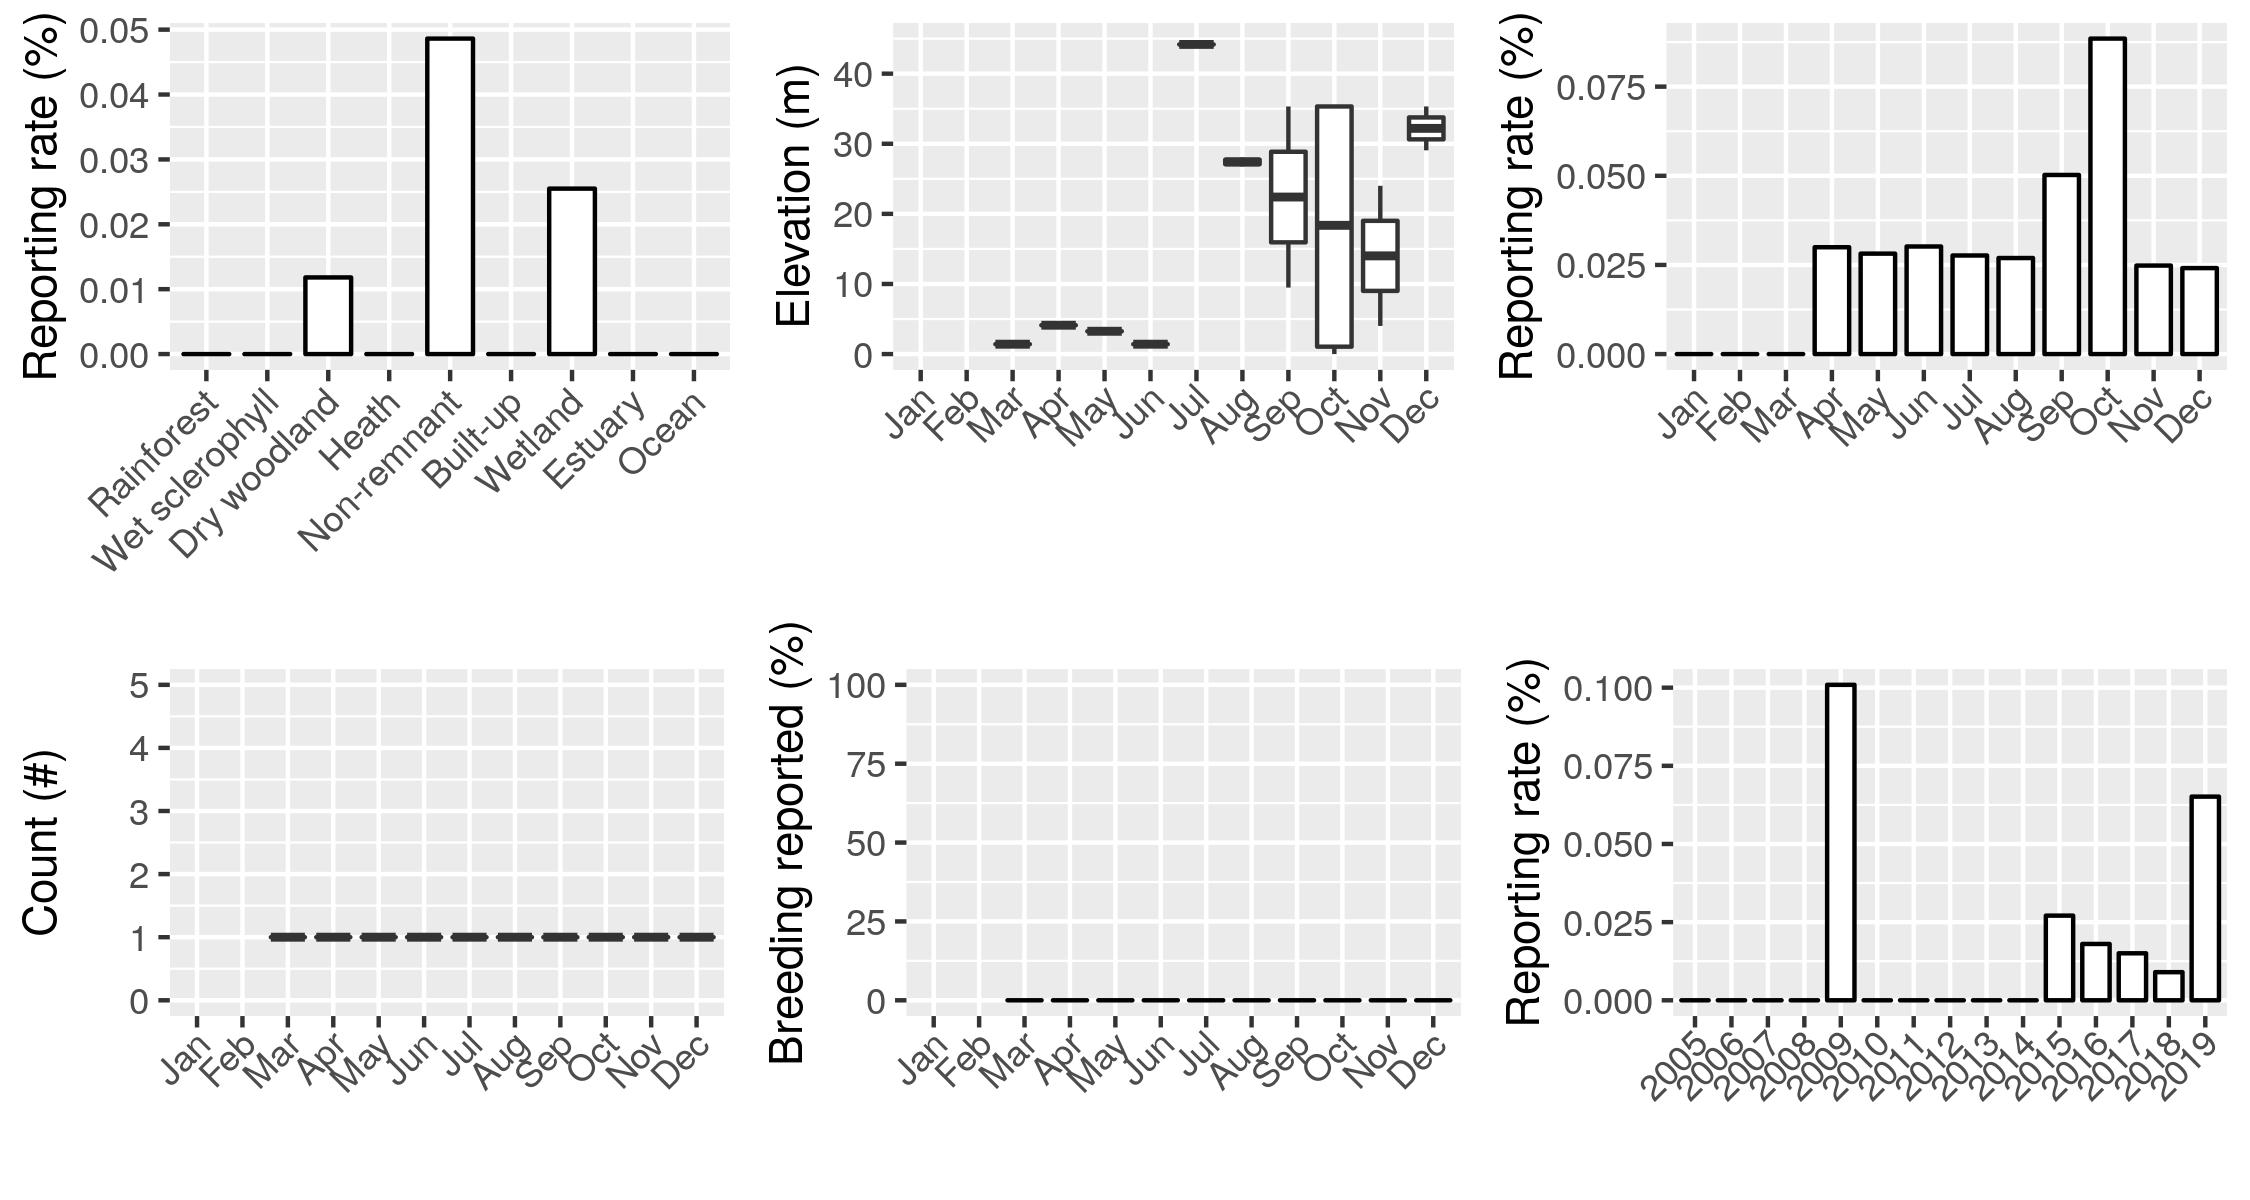 Reporting rate (%)
0.05
0.04
0.03
0.02
0.01
0.00
Rainforest
Wet sclerophyll
Dry woodland
Heath
Non-remnant
Built-up
Wetland
Estuary
Ocean
Elevation (m)
40
30
20
10
0
Jan
Feb
Mar
Apr
May
Jun
Jul
Aug
Sep
Oct
Nov
Dec
Reporting rate (%)
0.075
0.050
0.025
0.000
Jan
Feb
Mar
Apr
May
Jun
Jul
Aug
Sep
Oct
Nov
Dec
Count (#)
5
4
3
2
1
0
Jan
Feb
Mar
Apr
May
Jun
Jul
Aug
Sep
Oct
Nov
Dec
Breeding reported (%)
100
75
50
25
0
Jan
Feb
Mar
Apr
May
Jun
Jul
Aug
Sep
Oct
Nov
Dec
Reporting rate (%)
0.100
0.075
0.050
0.025
0.000
2005
2006
2007
2008
2009
2010
2011
2012
2013
2014
2015
2016
2017
2018
2019